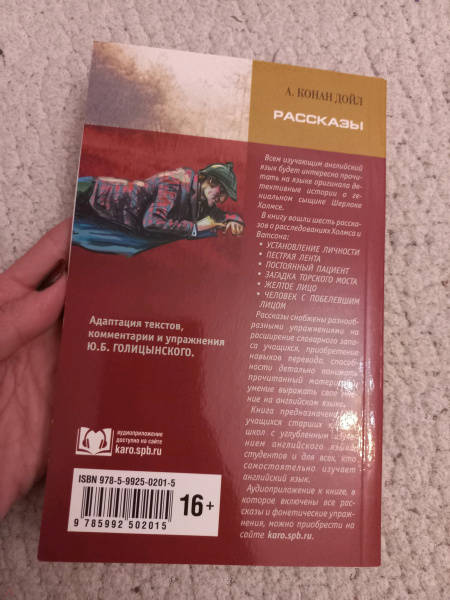 А. КОНАН ДОЙЛ
РАССКАЗЫ
Всем изучающим английский
язык будет интересно прочи-
тать на языке оригинала де-
тективные истории о ге-
ниальном сыщике Шерлоке
Холмсе.
В книгу вошли шесть расска-
зов о расследованиях Холмса и
Ватсона:
• УСТАНОВЛЕНИЕ ЛИЧНОСТИ
• ПЕСТРАЯ ЛЕНТА
• ПОСТОЯННЫЙ ПАЦИЕНТ
• ЗАГАДКА ТОРСКОГО МОСТА
• ЖЕЛТОЕ ЛИЦО
• ЧЕЛОВЕК С ПОБЕЛЕВШИМ
ЛИЦОМ
Рассказы снабжены разнооб-
разными упражнениями на
расширение словарного запа-
са учащихся, приобретение
навыков перевода, способ-
ности детально понимать
прочитанный материал,
умение выражать свое мне-
ние на английском языке.
Книга предназначена
учащихся старших
школ с углубленным изуче-
нием английского языка,
студентов и для всех, кто
самостоятельно изучает
английский язык.
Аудиоприложение к книге, в
которое включены все рас-
сказы и фонетические упраж-
нения, можно приобрести на
сайте karo.spb.ru.
Адаптация текстов,
комментарии и упражнения
Ю.Б. ГОЛИЦЫНСКОГО.
аудиоприложение
доступно на сайте
karo.spb.ru
ISBN 978-5-9925-0201-5
9 785992 502015
16+